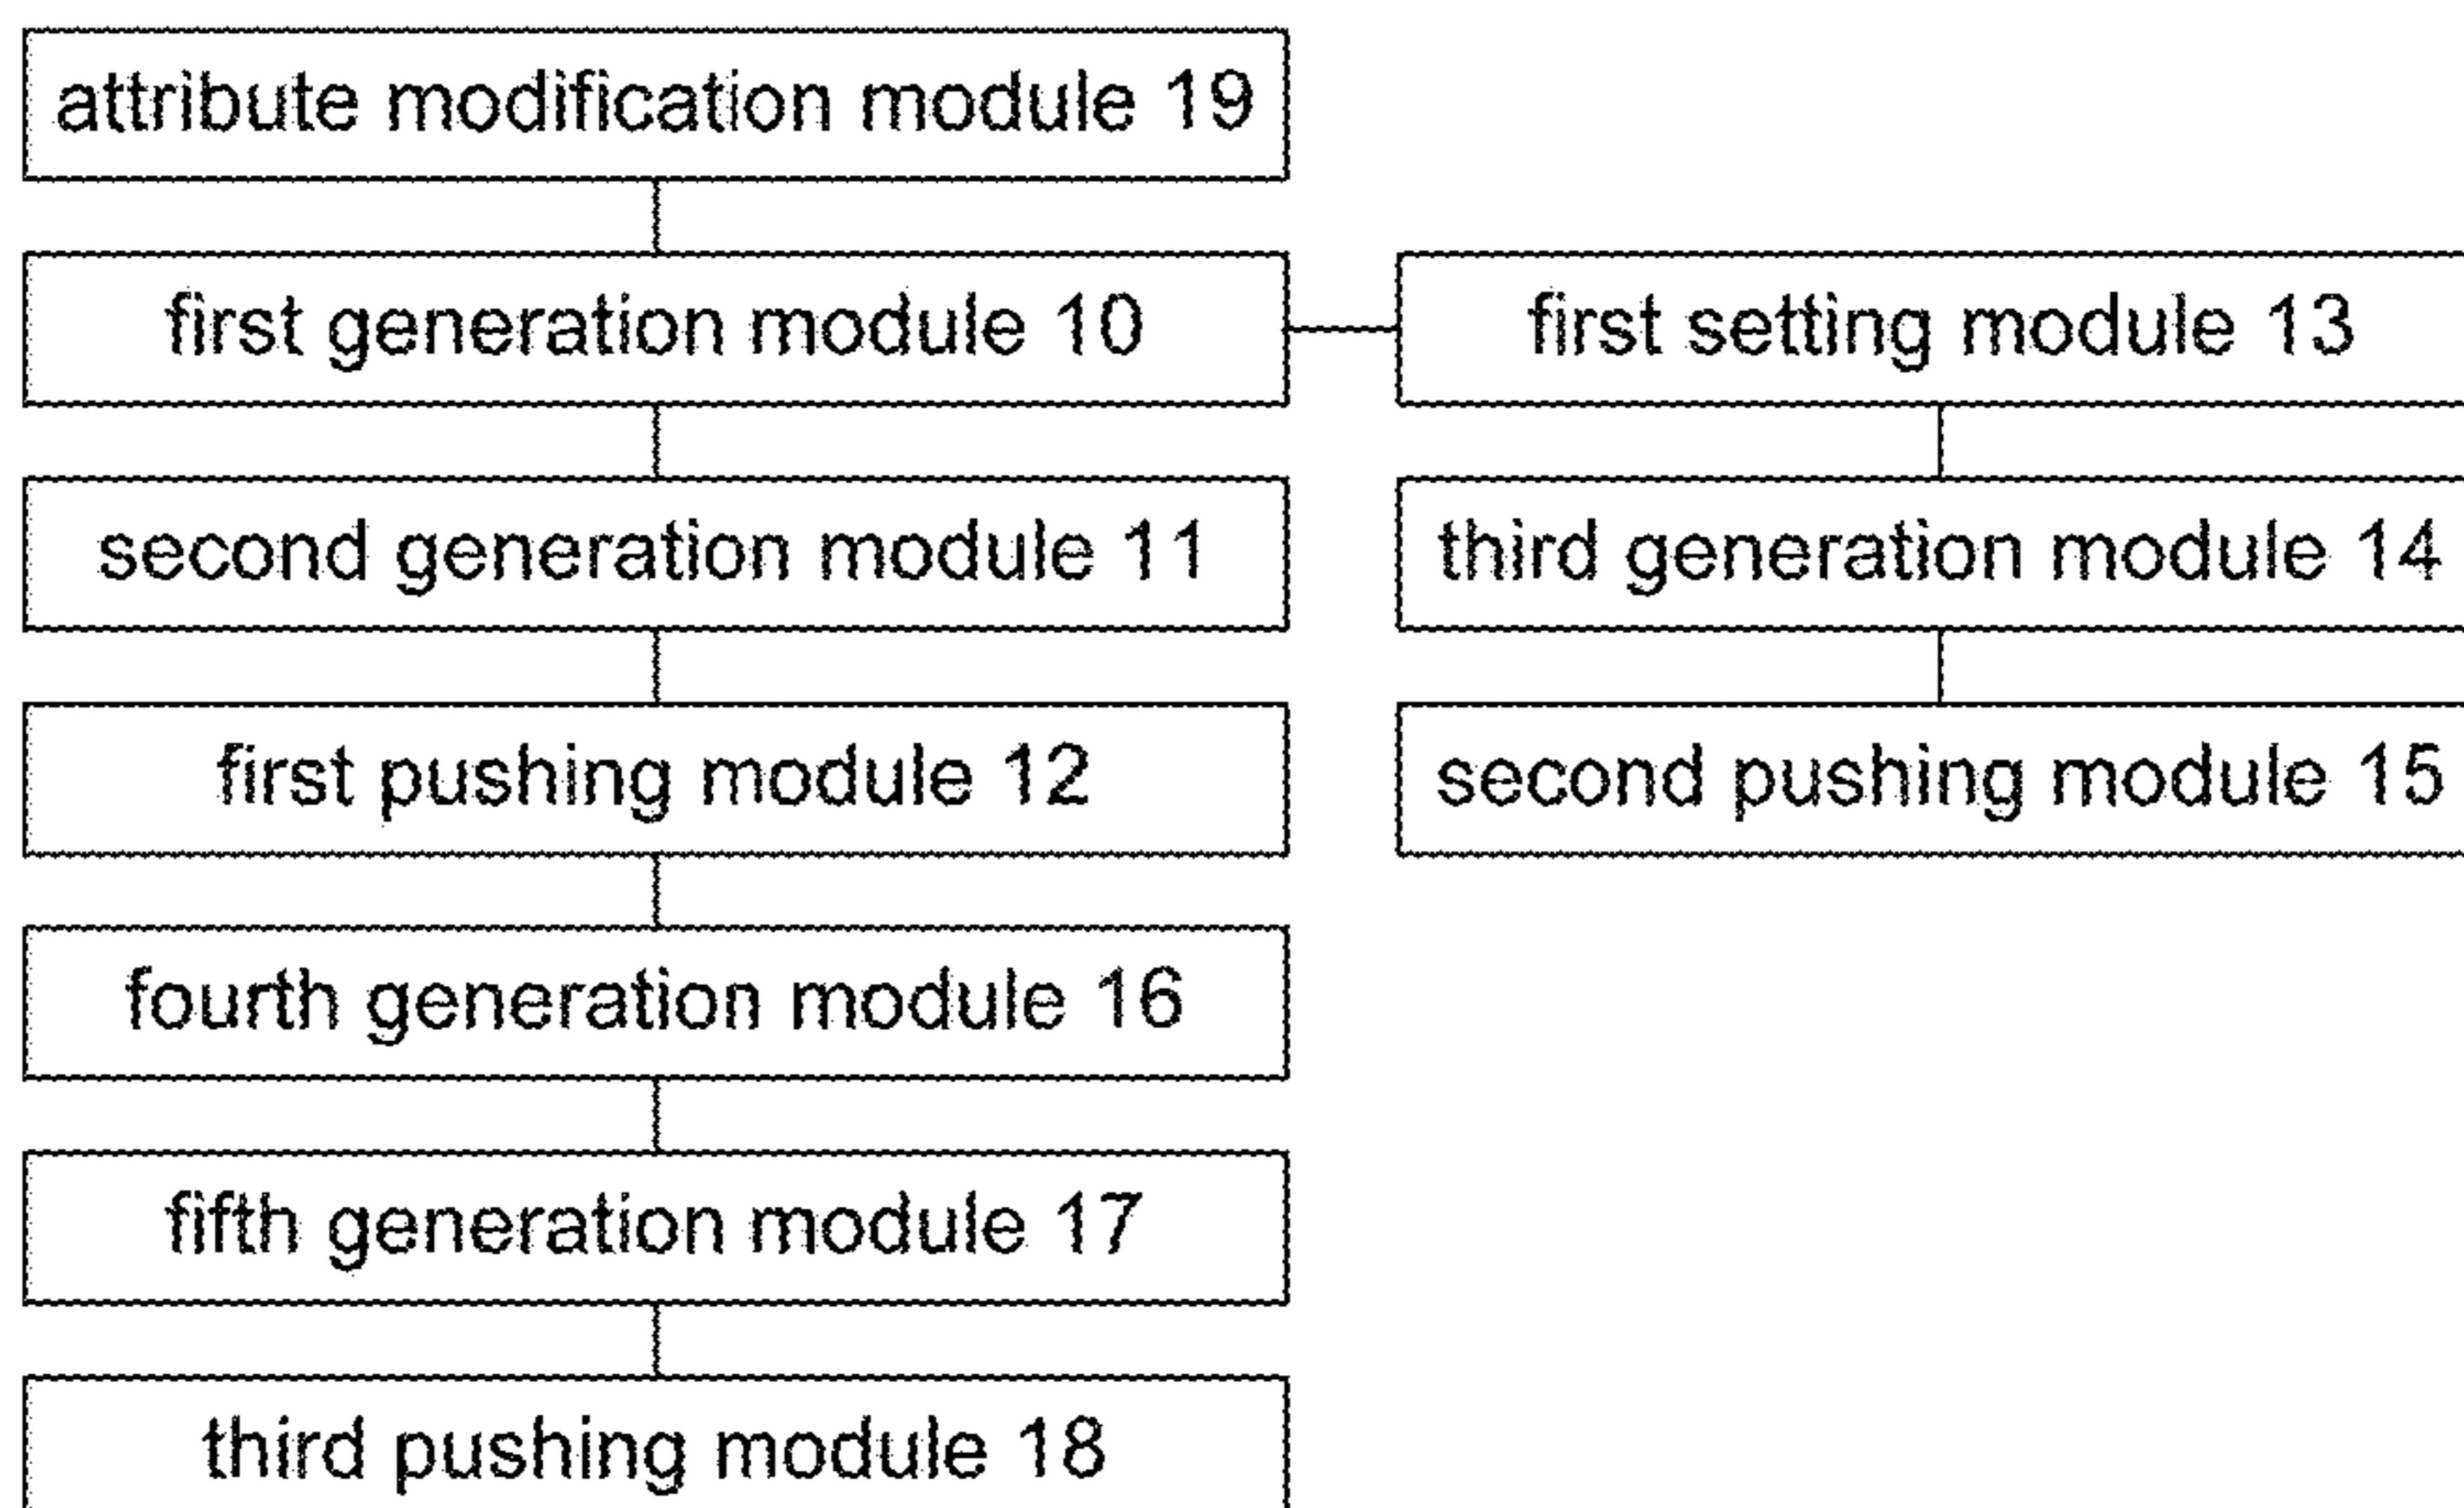 attribute modification module 19
first generation module 10
first setting module 13
second generation module 11
third generation module 14
first pushing module 12
second pushing module 15
fourth generation module 16
fifth generation module 17
third pushing module 18